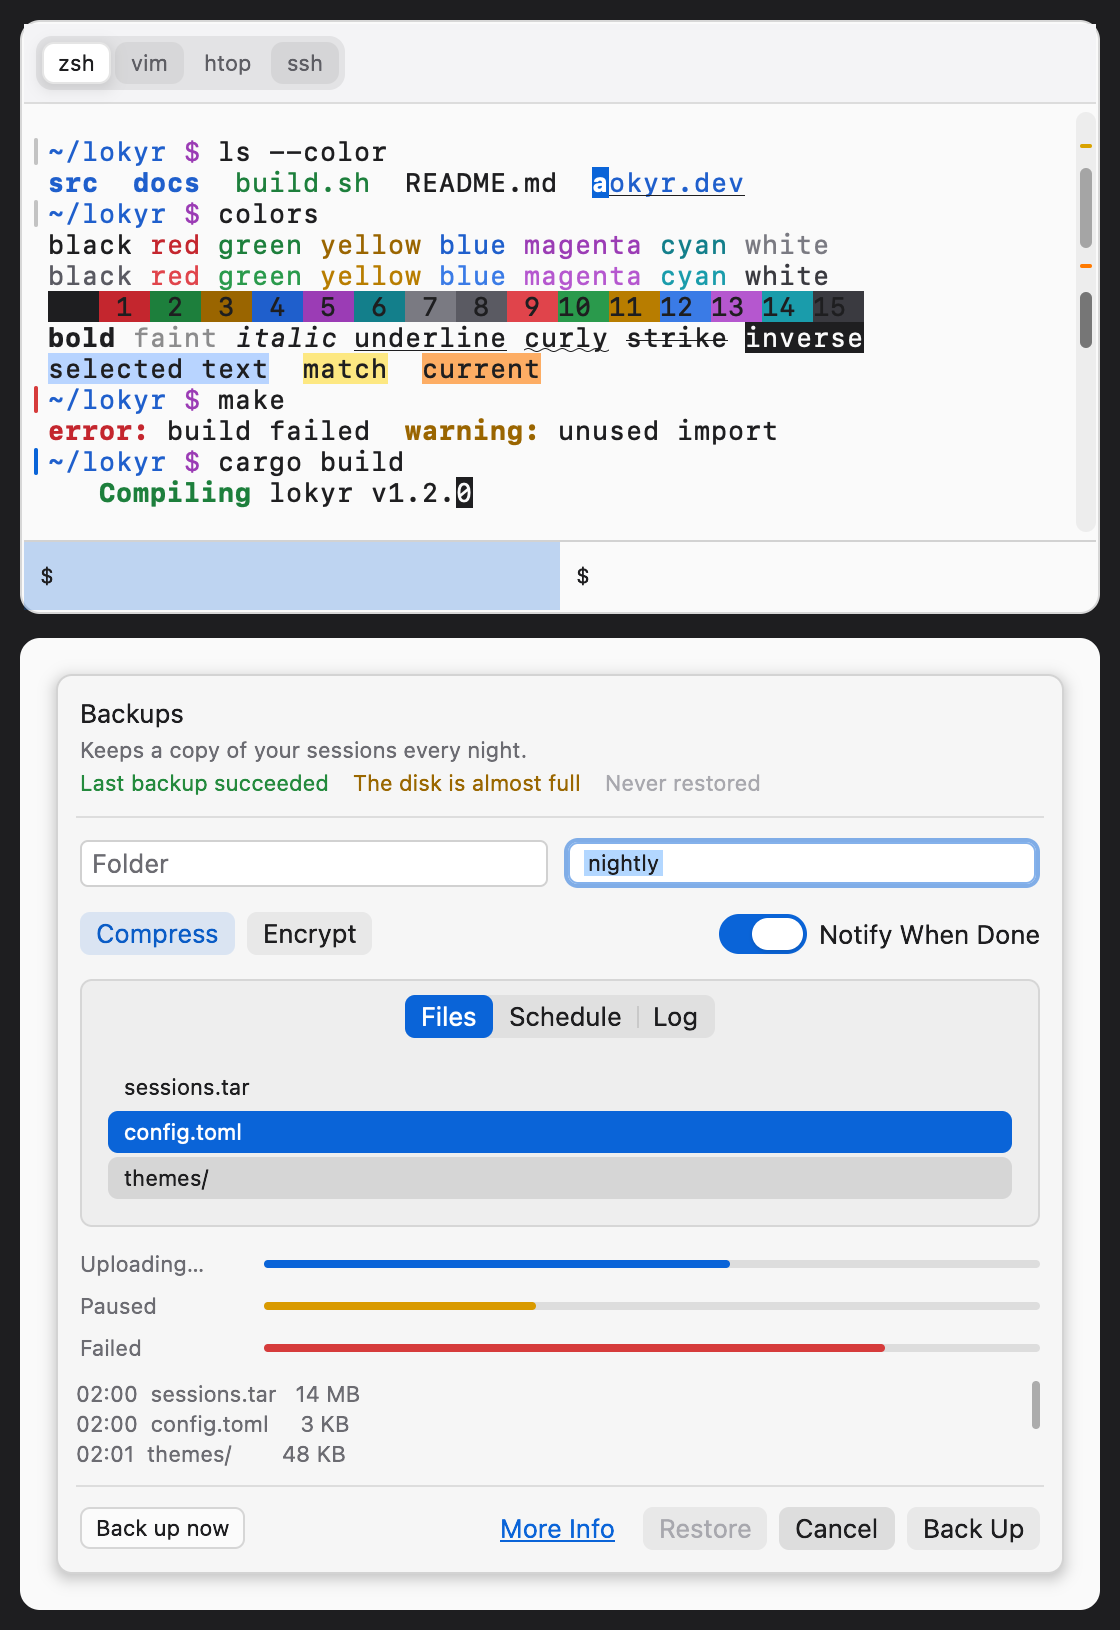 zsh vim htop ssh
~/lokyr $ ls --color
src docs build.sh README.md aokyr.dev
~/lokyr $ colors
black red green yellow blue magenta cyan white
black red green yellow blue magenta cyan white
1 2 3 4 5 6 7 8 9 10 11 12 13 14 15
bold faint italic underline curly strike inverse
selected text match current
~/lokyr $ make
error: build failed warning: unused import
~/lokyr $ cargo build
Compiling lokyr v1.2.0
$ $
Backups
Keeps a copy of your sessions every night.
Last backup succeeded The disk is almost full Never restored
Folder nightly
Compress Encrypt Notify When Done
Files Schedule Log
sessions.tar
config.toml
themes/
Uploading...
Paused
Failed
02:00 sessions.tar 14 MB
02:00 config.toml 3 KB
02:01 themes/ 48 KB
Back up now More Info Restore Cancel Back Up